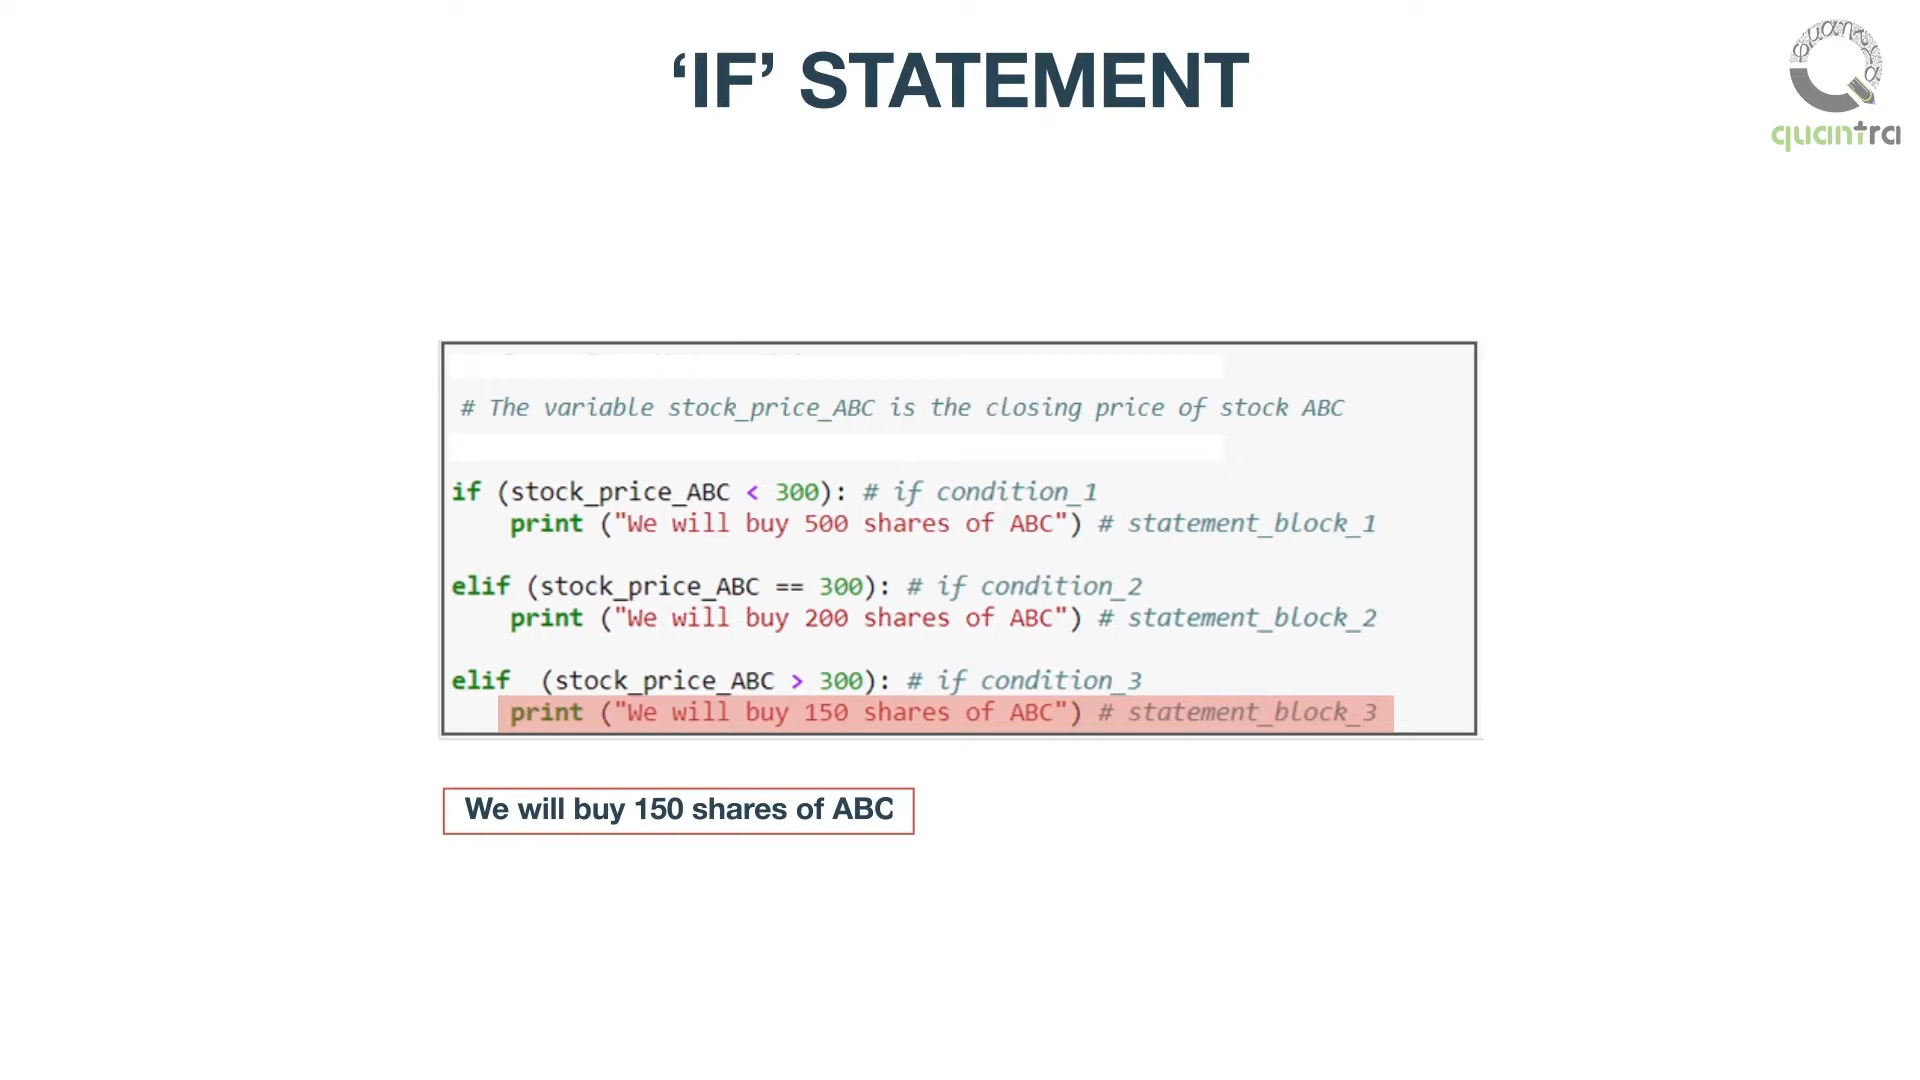 ‘IF’ STATEMENT
quantra
# The variable stock_price_ABC is the closing price of stock ABC
if (stock_price_ABC < 300): # if condition_1
    print ("We will buy 500 shares of ABC") # statement_block_1
elif (stock_price_ABC == 300): # if condition_2
    print ("We will buy 200 shares of ABC") # statement_block_2
elif  (stock_price_ABC > 300): # if condition_3
    print ("We will buy 150 shares of ABC") # statement_block_3
We will buy 150 shares of ABC